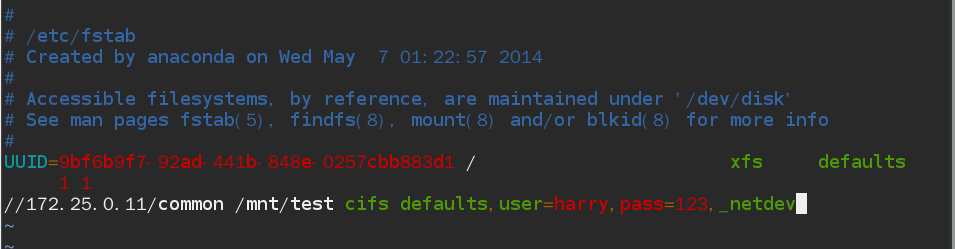 #
# /etc/fstab
# Created by anaconda on Wed May  7 01:22:57 2014
#
# Accessible filesystems, by reference, are maintained under '/dev/disk'
# See man pages fstab(5), findfs(8), mount(8) and/or blkid(8) for more info
#
UUID=9bf6b9f7-92ad-441b-848e-0257cbb883d1 /                       xfs     defaults
1 1
//172.25.0.11/common /mnt/test cifs defaults,user=harry,pass=123,_netdev
~
~